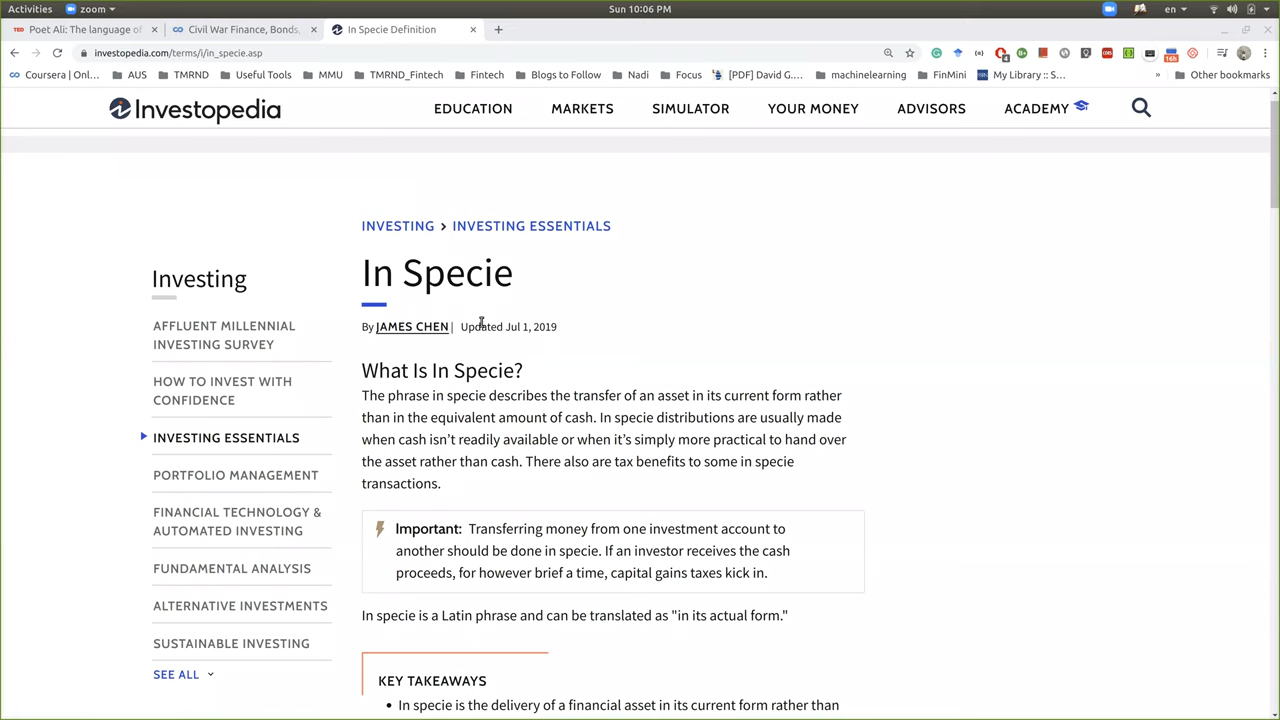 Activities zoom Sun 10:06 PM en
Poet Ali: The language o × Civil War Finance, Bonds, × In Specie Definition × +
investopedia.com/terms/i/in_specie.asp
Coursera | Onl... AUS TMRND Useful Tools MMU TMRND_Fintech Fintech Blogs to Follow Nadi Focus [PDF] David G.... machinelearning FinMini My Library :: S... » Other bookmarks
Investopedia EDUCATION MARKETS SIMULATOR YOUR MONEY ADVISORS ACADEMY
INVESTING > INVESTING ESSENTIALS
In Specie
By JAMES CHEN | Updated Jul 1, 2019
Investing
AFFLUENT MILLENNIAL
INVESTING SURVEY
HOW TO INVEST WITH
CONFIDENCE
INVESTING ESSENTIALS
PORTFOLIO MANAGEMENT
FINANCIAL TECHNOLOGY &
AUTOMATED INVESTING
FUNDAMENTAL ANALYSIS
ALTERNATIVE INVESTMENTS
SUSTAINABLE INVESTING
SEE ALL
What Is In Specie?
The phrase in specie describes the transfer of an asset in its current form rather
than in the equivalent amount of cash. In specie distributions are usually made
when cash isn't readily available or when it's simply more practical to hand over
the asset rather than cash. There also are tax benefits to some in specie
transactions.
Important: Transferring money from one investment account to
another should be done in specie. If an investor receives the cash
proceeds, for however brief a time, capital gains taxes kick in.
In specie is a Latin phrase and can be translated as "in its actual form."
KEY TAKEAWAYS
• In specie is the delivery of a financial asset in its current form rather than